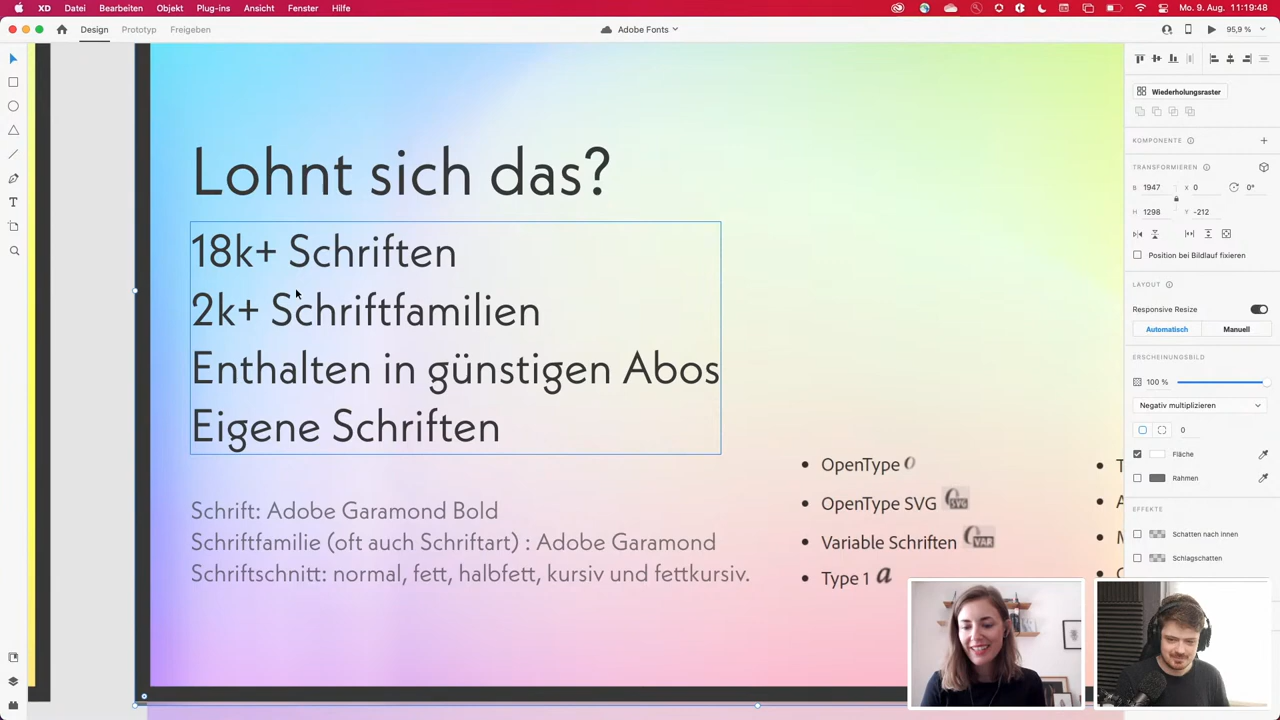 XD Datei Bearbeiten Objekt Plug-ins Ansicht Fenster Hilfe Mo. 9. Aug. 11:19:48
Design Prototyp Freigeben Adobe Fonts 95,9 %
Wiederholungsraster
KOMPONENTE
TRANSFORMIEREN
B 1947 X 0 0°
H 1298 Y -212
Position bei Bildlauf fixieren
LAYOUT
Responsive Resize
Automatisch Manuell
ERSCHEINUNGSBILD
100 %
Negativ multiplizieren
0
Fläche
Rahmen
EFFEKTE
Schatten nach innen
Schlagschatten
Lohnt sich das?
18k+ Schriften
2k+ Schriftfamilien
Enthalten in günstigen Abos
Eigene Schriften
Schrift: Adobe Garamond Bold
Schriftfamilie (oft auch Schriftart) : Adobe Garamond
Schriftschnitt: normal, fett, halbfett, kursiv und fettkursiv.
• OpenType O
• OpenType SVG O SVG
• Variable Schriften O VAR
• Type 1 a